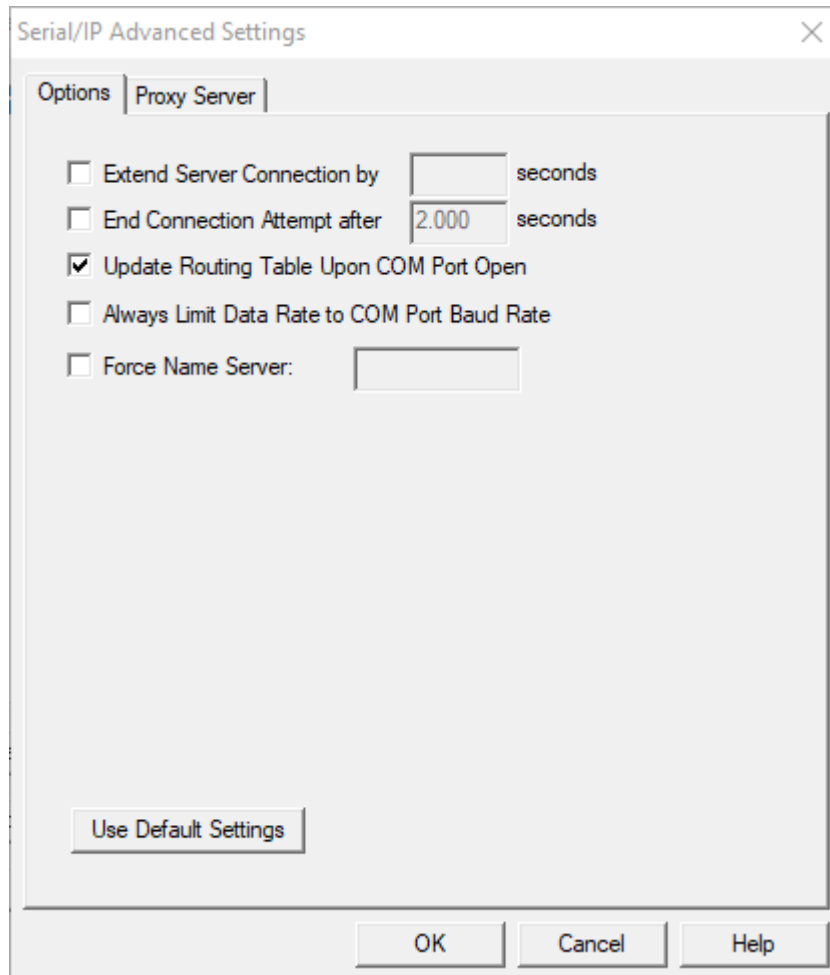 Serial/IP Advanced Settings
Options
Proxy Server
Extend Server Connection by seconds
End Connection Attempt after 2.000 seconds
Update Routing Table Upon COM Port Open
Always Limit Data Rate to COM Port Baud Rate
Force Name Server:
Use Default Settings
OK
Cancel
Help